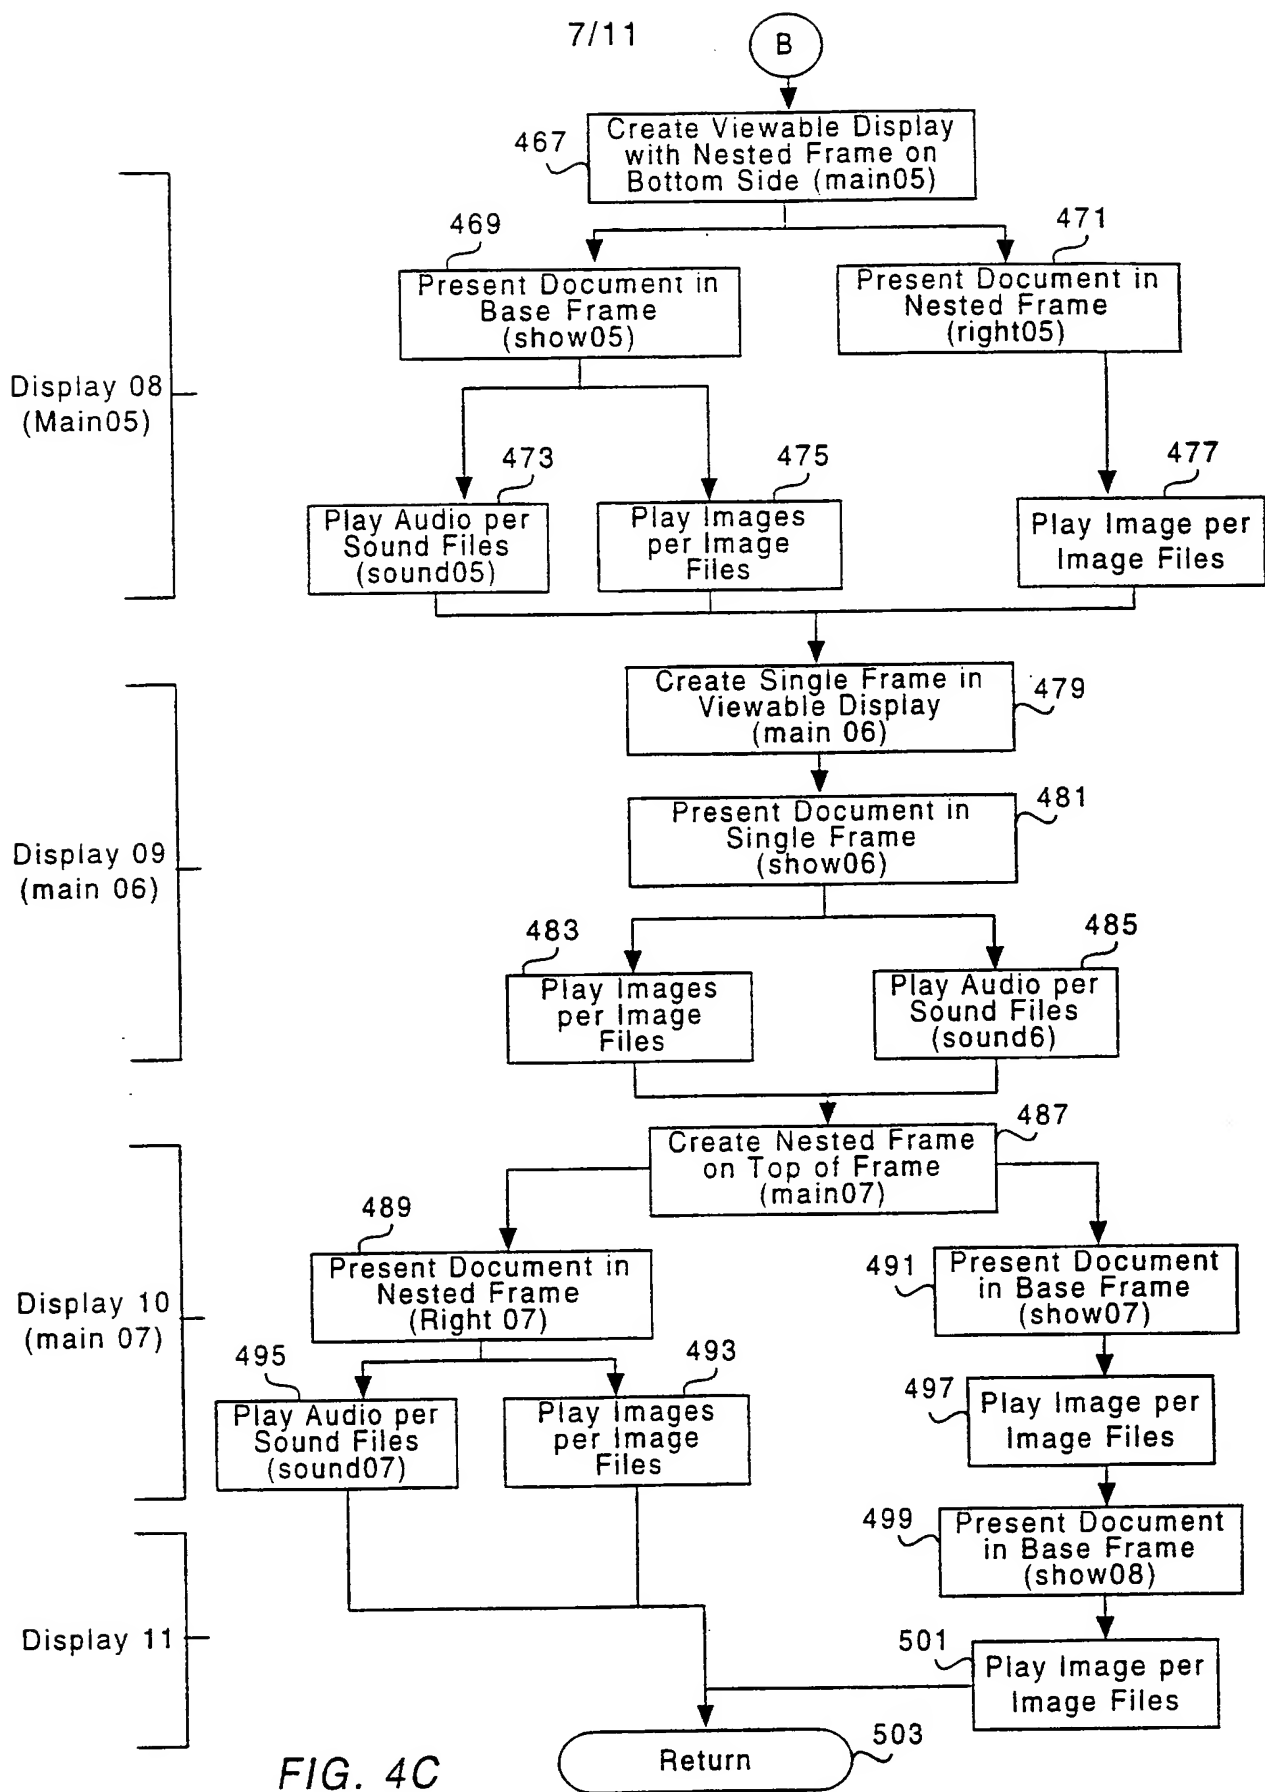 7/11
B
467
Create Viewable Display
with Nested Frame on
Bottom Side (main05)
469
Present Document in
Base Frame
(show05)
471
Present Document in
Nested Frame
(right05)
Display 08
(Main05)
473
Play Audio per
Sound Files
(sound05)
475
Play Images
per Image
Files
477
Play Image per
Image Files
Create Single Frame in
Viewable Display
(main 06)
479
Present Document in
Single Frame
(show06)
481
Display 09
(main 06)
483
Play Images
per Image
Files
485
Play Audio per
Sound Files
(sound6)
487
Create Nested Frame
on Top of Frame
(main07)
489
Present Document in
Nested Frame
(Right 07)
491
Present Document
in Base Frame
(show07)
Display 10
(main 07)
495
Play Audio per
Sound Files
(sound07)
493
Play Images
per Image
Files
497
Play Image per
Image Files
499
Present Document
in Base Frame
(show08)
Display 11
501
Play Image per
Image Files
Return
503
FIG. 4C